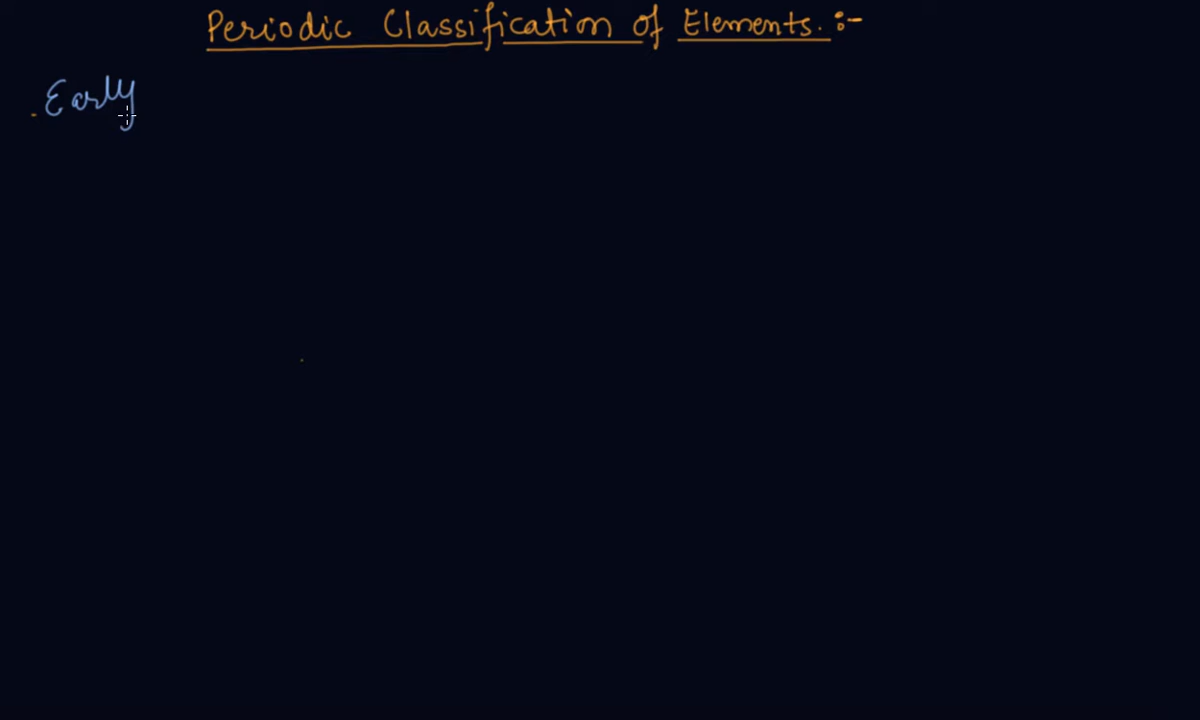 Periodic Classification of Elements. :-
Early